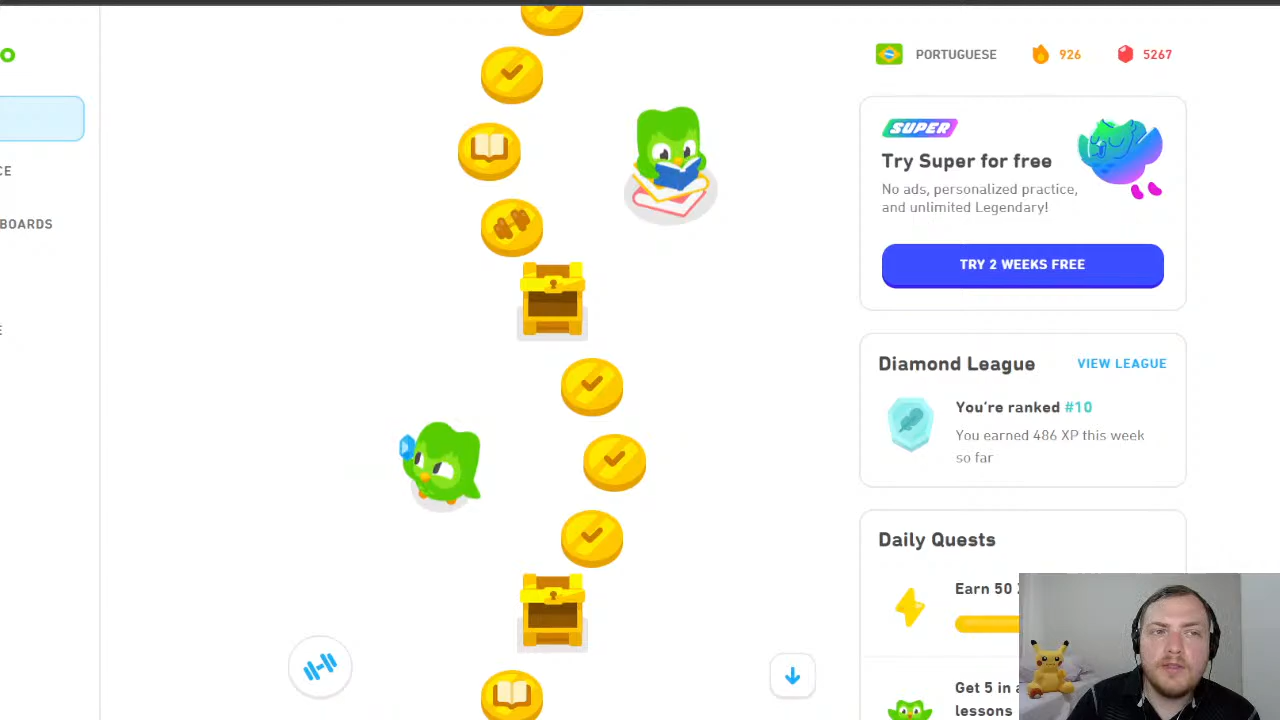 CE
BOARDS
E
PORTUGUESE 926 5267
SUPER
Try Super for free
No ads, personalized practice,
and unlimited Legendary!
TRY 2 WEEKS FREE
Diamond League VIEW LEAGUE
You're ranked #10
You earned 486 XP this week
so far
Daily Quests
Earn 50
Get 5 in a
lessons